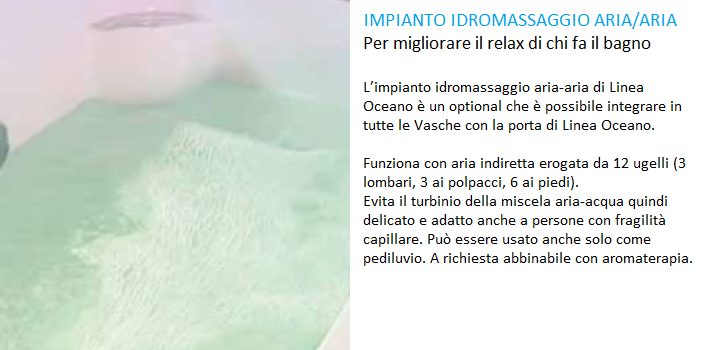 IMPIANTO IDROMASSAGGIO ARIA/ARIA
Per migliorare il relax di chi fa il bagno
L'impianto idromassaggio aria-aria di Linea
Oceano è un optional che è possibile integrare in
tutte le Vasche con la porta di Linea Oceano.
Funziona con aria indiretta erogata da 12 ugelli (3
lombari, 3 ai polpacci, 6 ai piedi).
Evita il turbinio della miscela aria-acqua quindi
delicato e adatto anche a persone con fragilità
capillare. Può essere usato anche solo come
pediluvio. A richiesta abbinabile con aromaterapia.